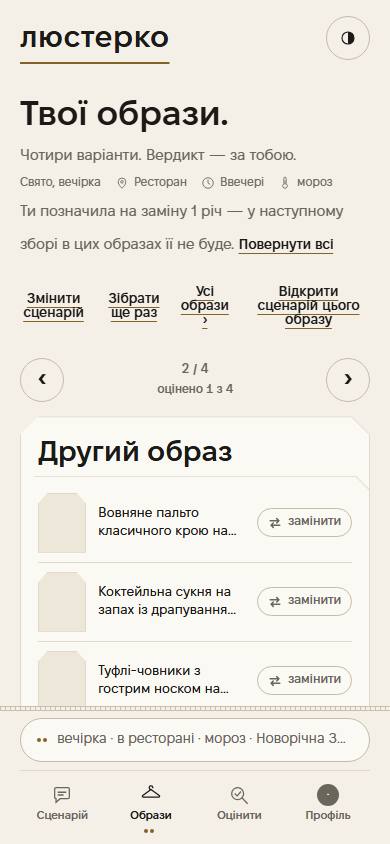 люстерко
Твої образи.
Чотири варіанти. Вердикт — за тобою.
Свято, вечірка Ресторан Ввечері мороз
Ти позначила на заміну 1 річ — у наступному
зборі в цих образах її не буде. Повернути всі
Змінити
сценарій
Зібрати
ще раз
Усі
образи
›
Відкрити
сценарій цього
образу
‹ 2 / 4 ›
оцінено 1 з 4
Другий образ
Вовняне пальто
класичного крою на...
замінити
Коктейльна сукня на
запах із драпування...
замінити
Туфлі-човники з
гострим носком на...
замінити
вечірка · в ресторані · мороз · Новорічна З...
Сценарій Образи Оцінити Профіль